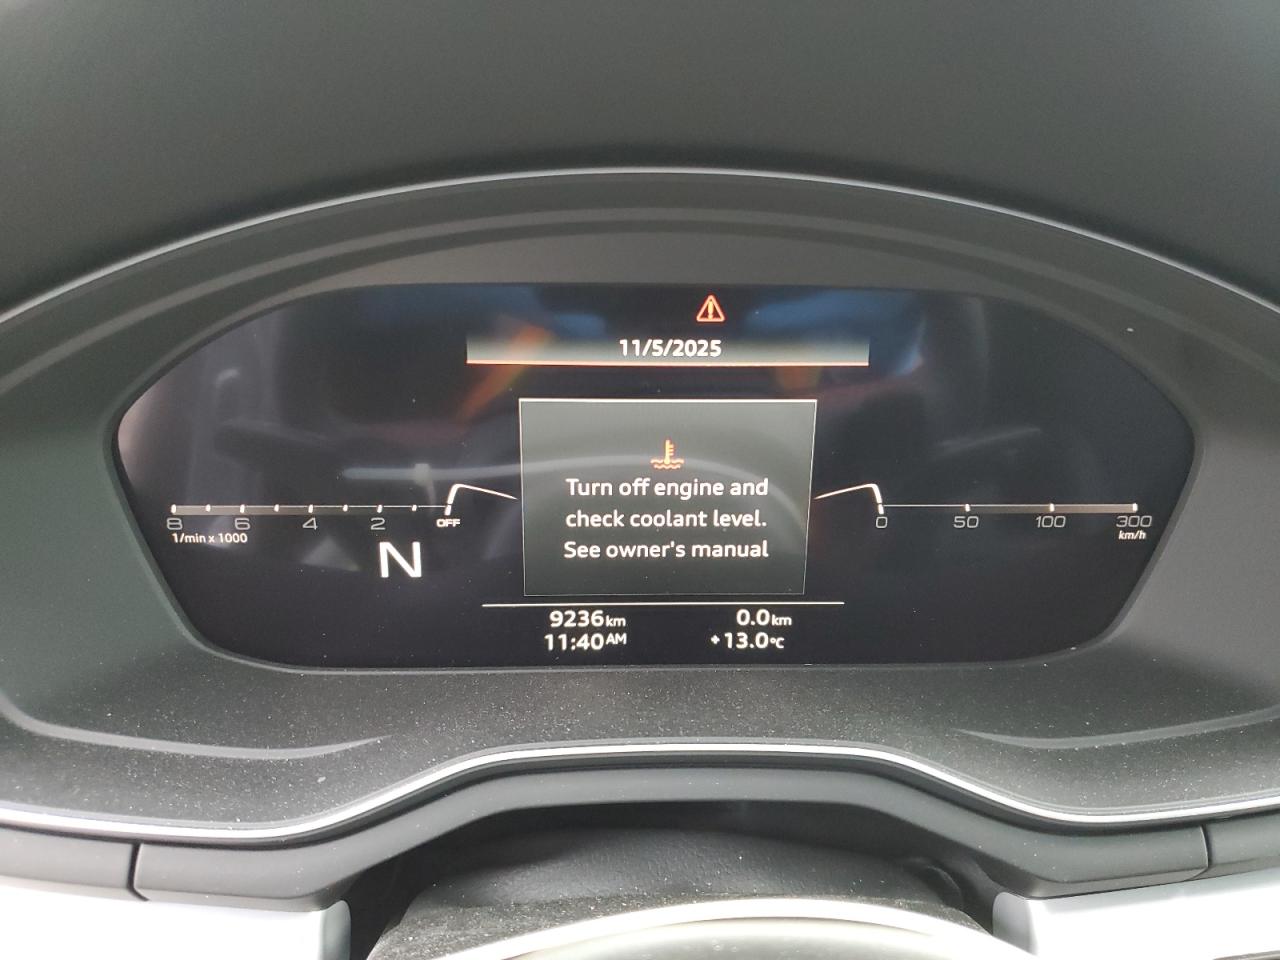 11/5/2025
Turn off engine and
check coolant level.
See owner's manual
8 6 4 2 OFF
1/min x 1000
N
0 50 100 300
km/h
9236km 0.0km
11:40AM +13.0°C